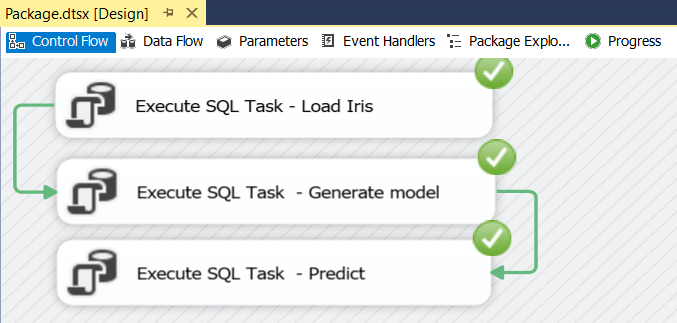 Package.dtsx [Design]
Control Flow Data Flow Parameters Event Handlers Package Explo... Progress
Execute SQL Task - Load Iris
Execute SQL Task - Generate model
Execute SQL Task - Predict